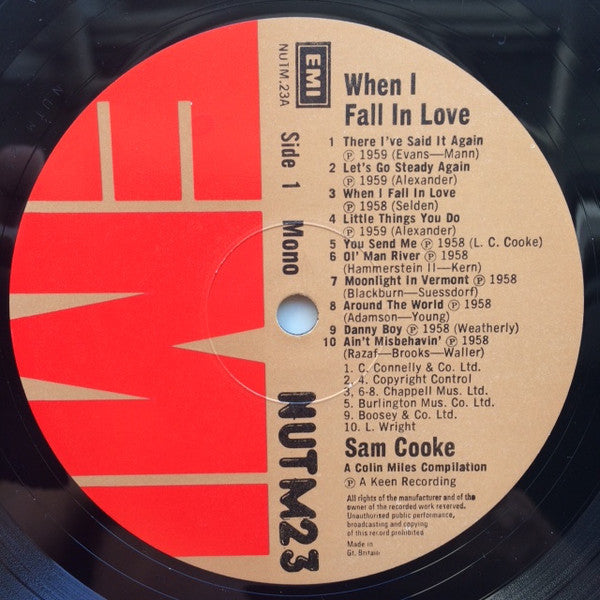 EMI
NUTM.23A
Side 1 Mono
NUTM23
When I
Fall In Love
1 There I've Said It Again
Ⓟ 1959 (Evans—Mann)
2 Let's Go Steady Again
Ⓟ 1959 (Alexander)
3 When I Fall In Love
Ⓟ 1958 (Selden)
4 Little Things You Do
Ⓟ 1959 (Alexander)
5 You Send Me Ⓟ 1958 (L. C. Cooke)
6 Ol' Man River Ⓟ 1958
(Hammerstein II—Kern)
7 Moonlight In Vermont Ⓟ 1958
(Blackburn—Suessdorf)
8 Around The World Ⓟ 1958
(Adamson—Young)
9 Danny Boy Ⓟ 1958 (Weatherly)
10 Ain't Misbehavin' Ⓟ 1958
(Razaf—Brooks—Waller)
1. C. Connelly & Co. Ltd.
2, 4. Copyright Control
3, 6-8. Chappell Mus. Ltd.
5. Burlington Mus. Co. Ltd.
9. Boosey & Co. Ltd.
10. L. Wright
Sam Cooke
A Colin Miles Compilation
Ⓟ A Keen Recording
All rights of the manufacturer and of the
owner of the recorded work reserved.
Unauthorised public performance,
broadcasting and copying
of this record prohibited
Made in
Gt. Britain
EMI
NUTM